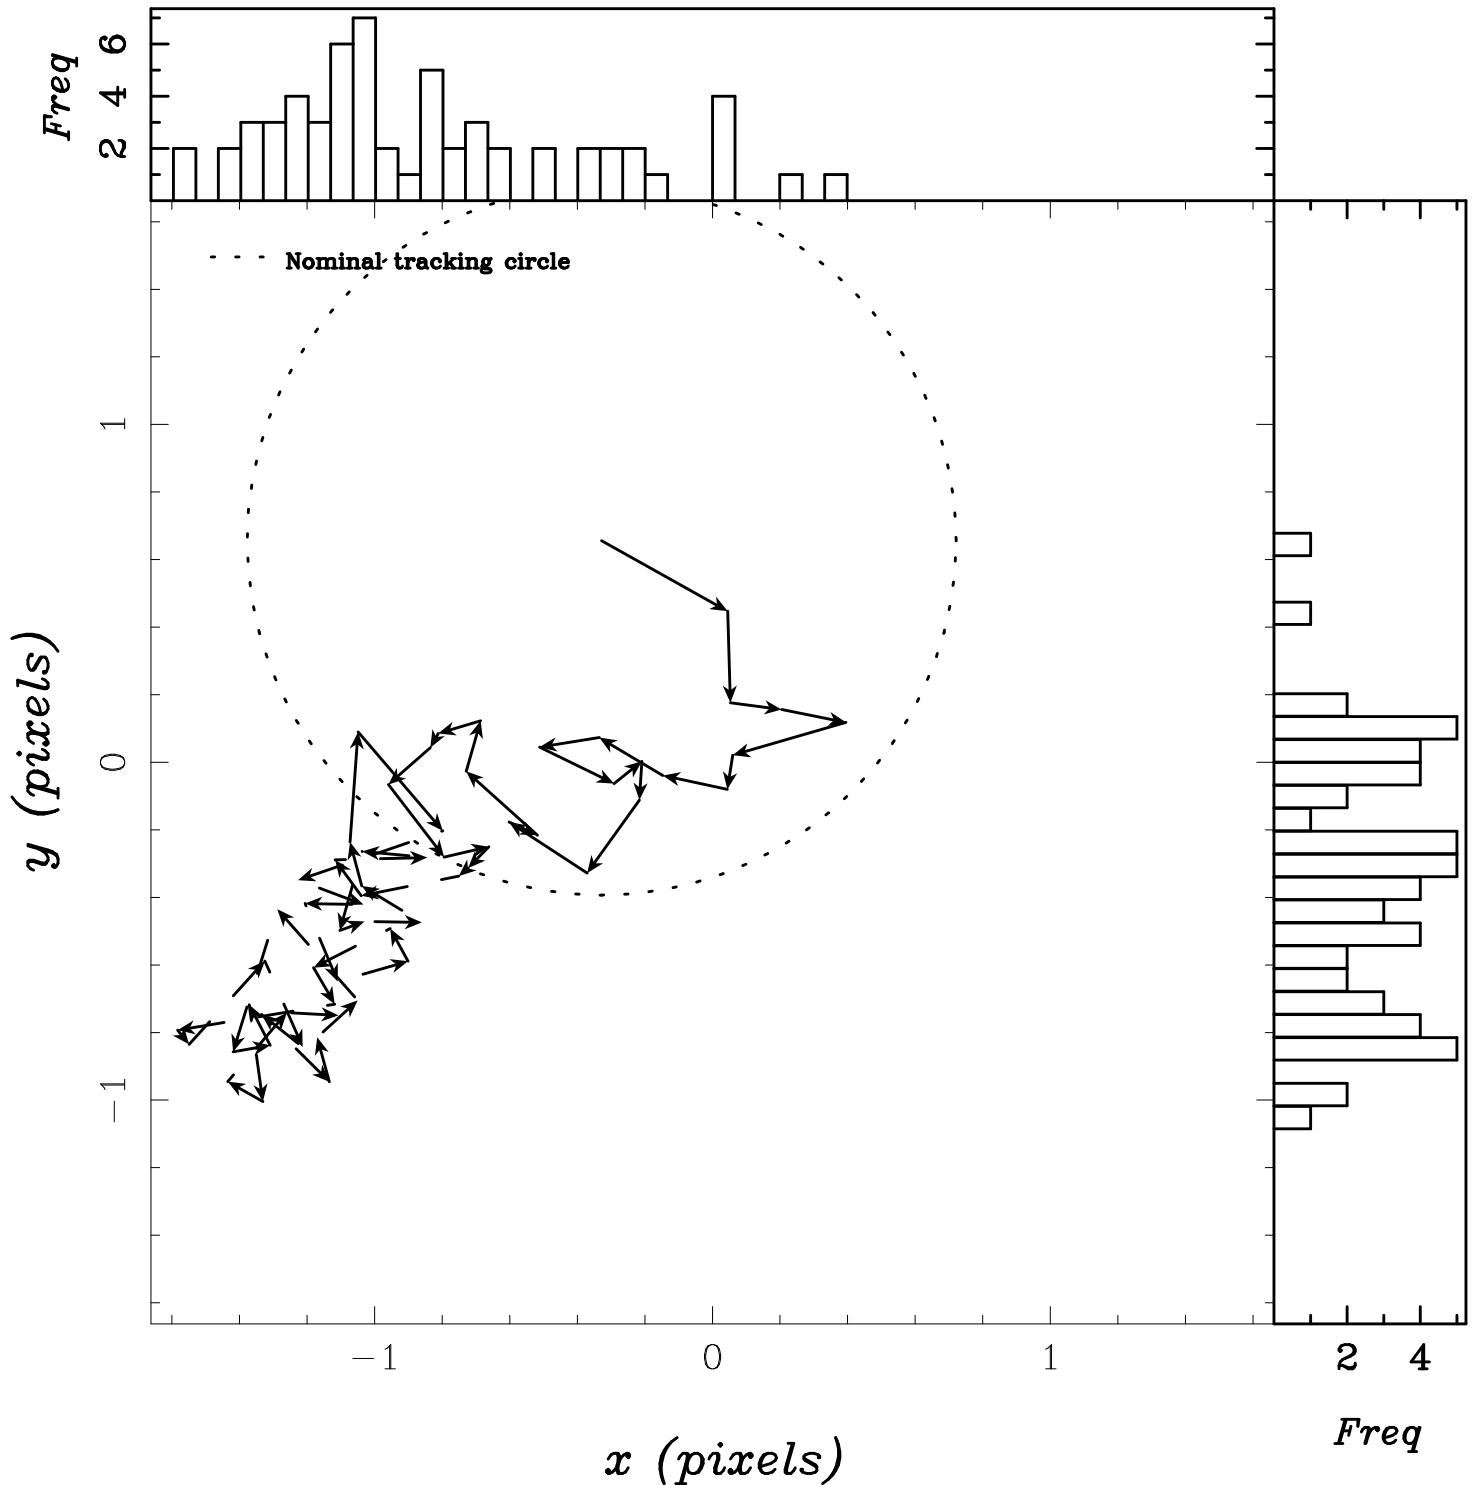 Freq
2 4 6
Nominal tracking circle
y (pixels)
-1 0 1
-1 0 1
x (pixels)
2 4
Freq